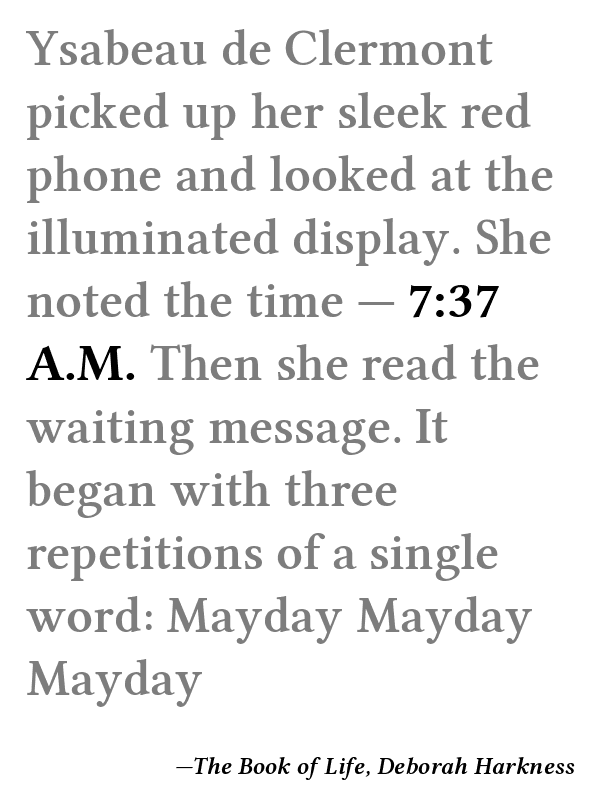 Ysabeau de Clermont
picked up her sleek red
phone and looked at the
illuminated display. She
noted the time — 7:37
A.M. Then she read the
waiting message. It
began with three
repetitions of a single
word: Mayday Mayday
Mayday
—The Book of Life, Deborah Harkness